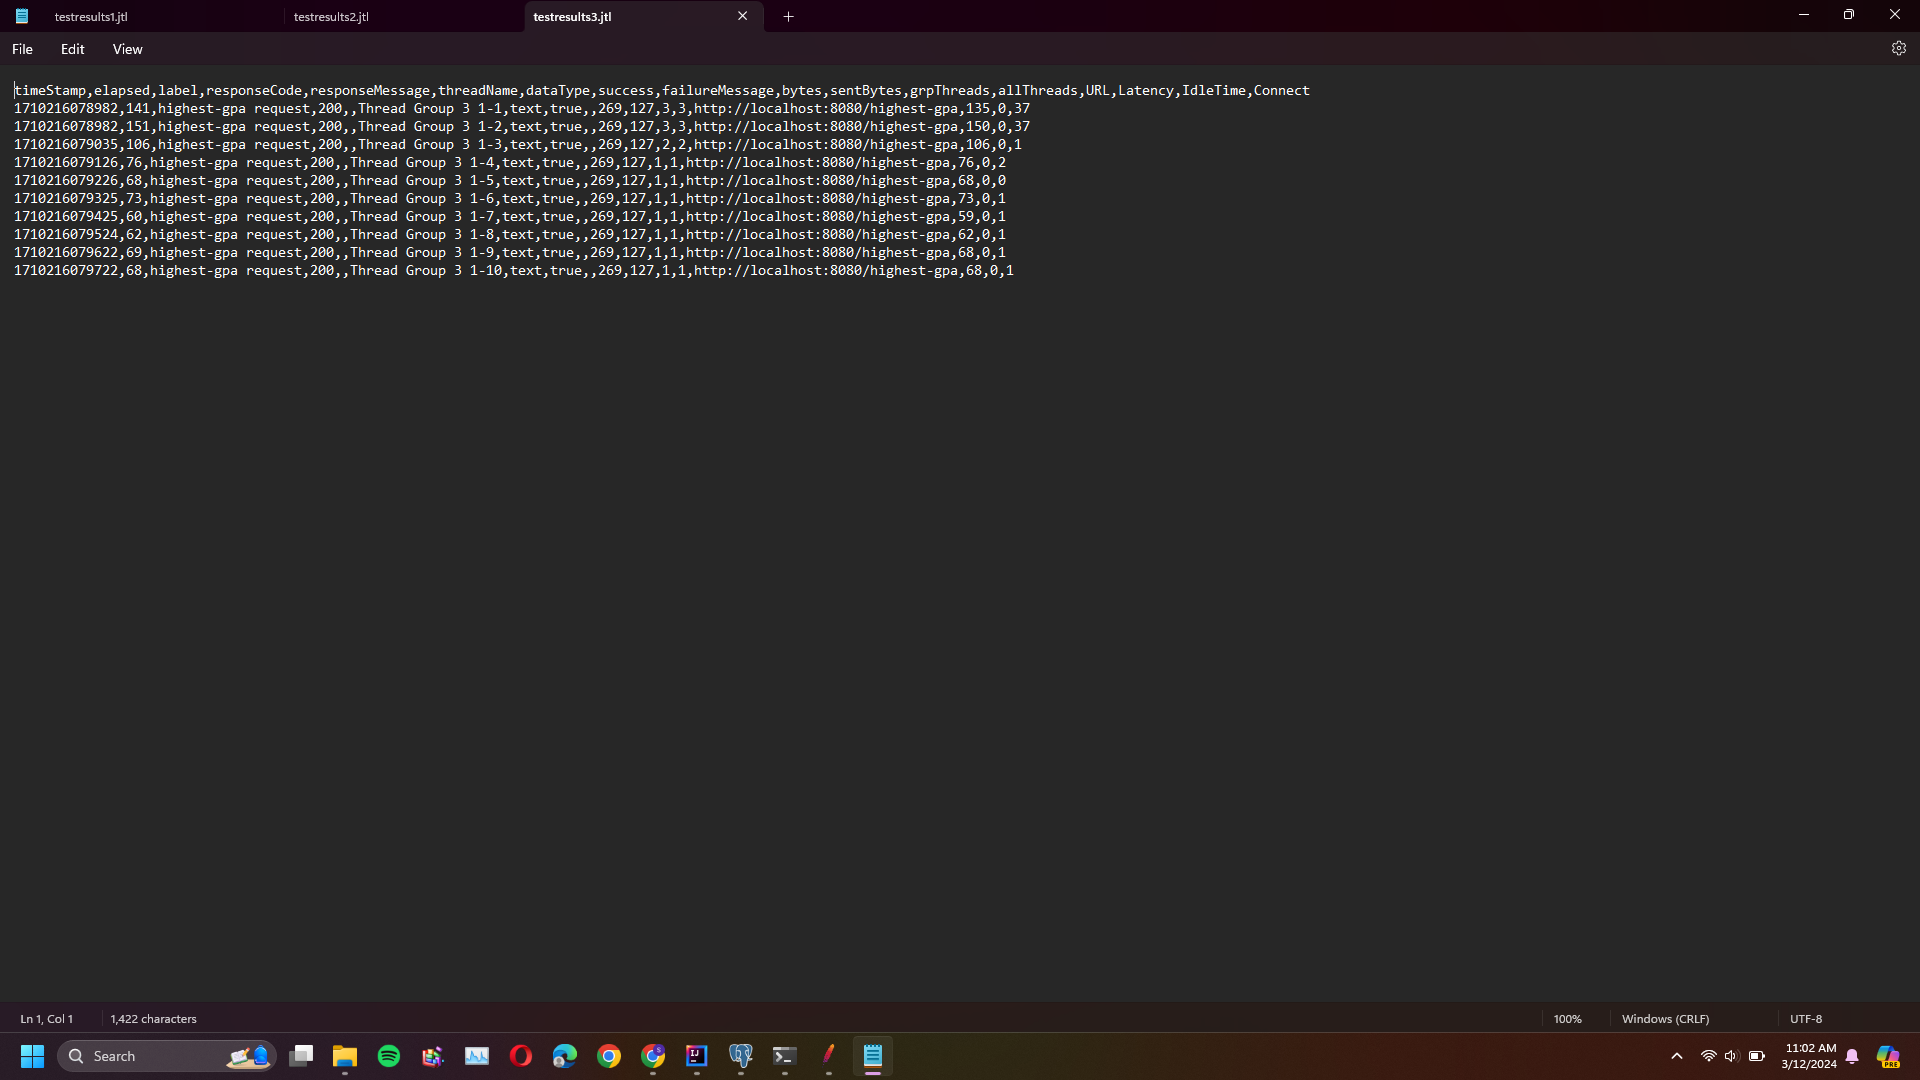 testresults1.jtl
testresults2.jtl
testresults3.jtl
File Edit View
timeStamp,elapsed,label,responseCode,responseMessage,threadName,dataType,success,failureMessage,bytes,sentBytes,grpThreads,allThreads,URL,Latency,IdleTime,Connect
1710216078982,141,highest-gpa request,200,,Thread Group 3 1-1,text,true,,269,127,3,3,http://localhost:8080/highest-gpa,135,0,37
1710216078982,151,highest-gpa request,200,,Thread Group 3 1-2,text,true,,269,127,3,3,http://localhost:8080/highest-gpa,150,0,37
1710216079035,106,highest-gpa request,200,,Thread Group 3 1-3,text,true,,269,127,2,2,http://localhost:8080/highest-gpa,106,0,1
1710216079126,76,highest-gpa request,200,,Thread Group 3 1-4,text,true,,269,127,1,1,http://localhost:8080/highest-gpa,76,0,2
1710216079226,68,highest-gpa request,200,,Thread Group 3 1-5,text,true,,269,127,1,1,http://localhost:8080/highest-gpa,68,0,0
1710216079325,73,highest-gpa request,200,,Thread Group 3 1-6,text,true,,269,127,1,1,http://localhost:8080/highest-gpa,73,0,1
1710216079425,60,highest-gpa request,200,,Thread Group 3 1-7,text,true,,269,127,1,1,http://localhost:8080/highest-gpa,59,0,1
1710216079524,62,highest-gpa request,200,,Thread Group 3 1-8,text,true,,269,127,1,1,http://localhost:8080/highest-gpa,62,0,1
1710216079622,69,highest-gpa request,200,,Thread Group 3 1-9,text,true,,269,127,1,1,http://localhost:8080/highest-gpa,68,0,1
1710216079722,68,highest-gpa request,200,,Thread Group 3 1-10,text,true,,269,127,1,1,http://localhost:8080/highest-gpa,68,0,1
Ln 1, Col 1
1,422 characters
100%
Windows (CRLF)
UTF-8
Search
IJ
11:02 AM
3/12/2024
PRE